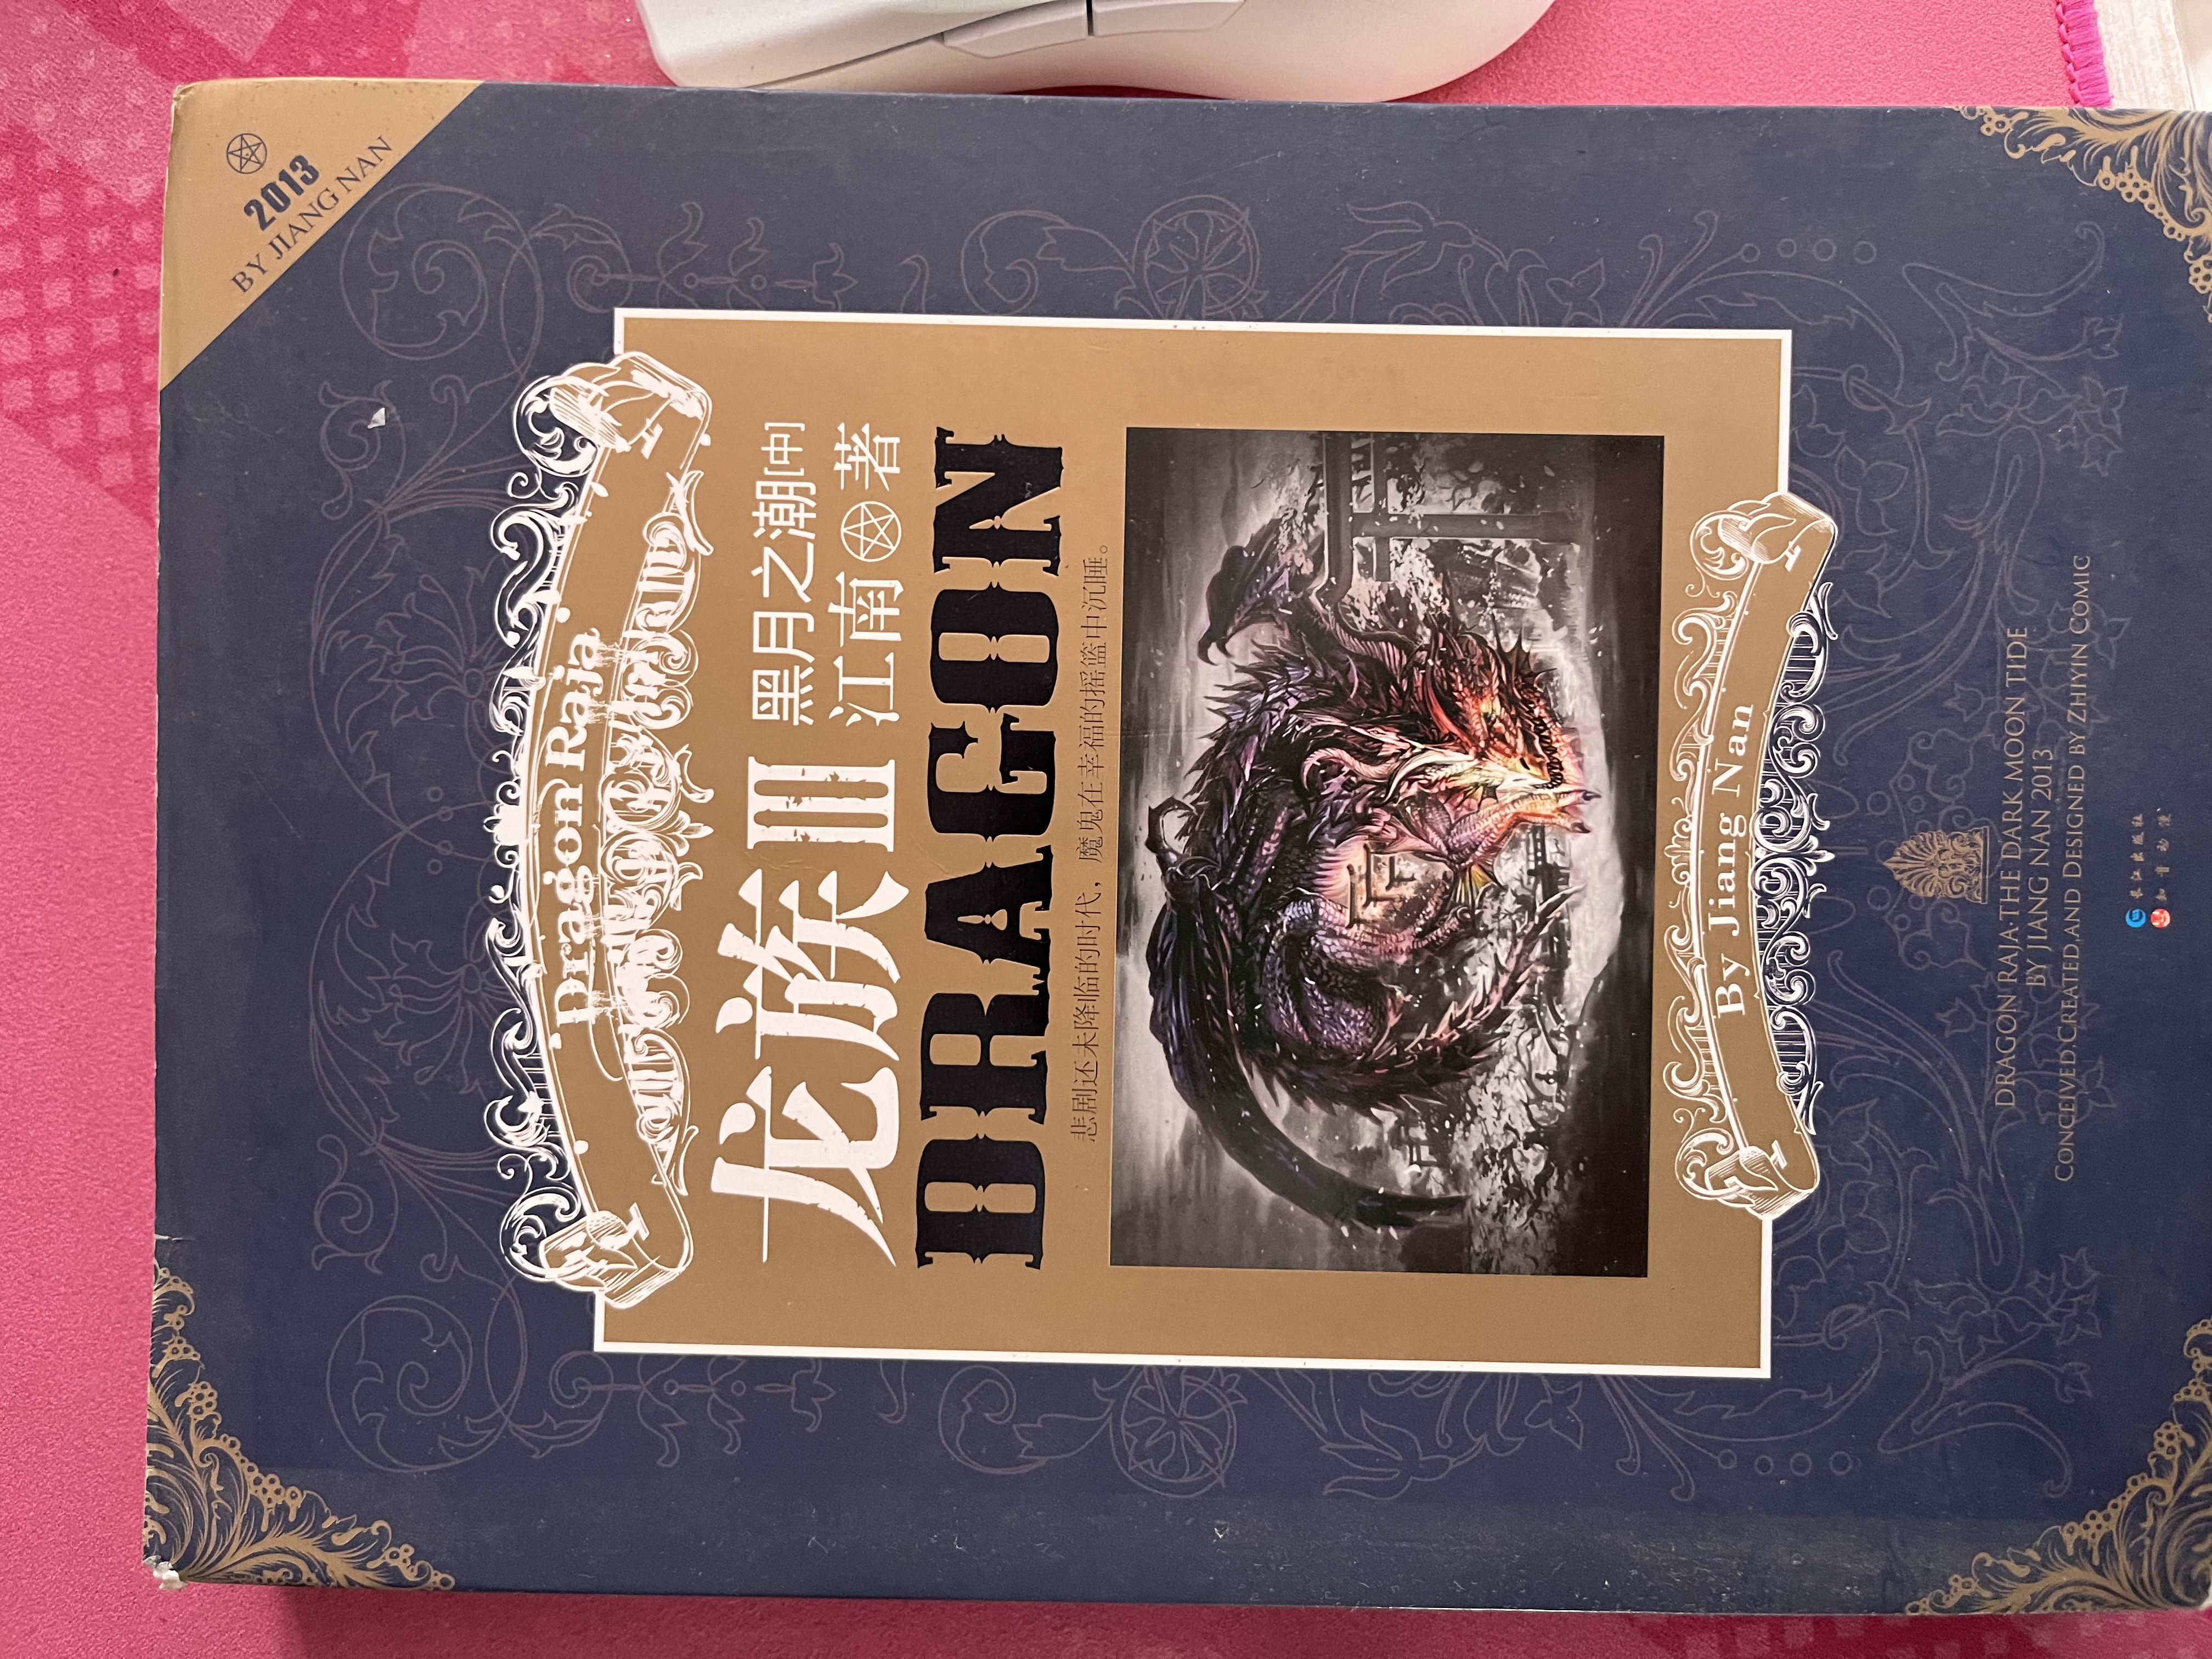 2013
BY JIANG NAN
Dragon Raja
龙族Ⅲ 黑月之潮[中]
江南 著
DRAGON
悲剧还未降临的时代，魔鬼在幸福的摇篮中沉睡。
By Jiang Nan
DRAGON RAJA·THE DARK MOON TIDE
BY JIANG NAN 2013
CONCEIVED,CREATED,AND DESIGNED BY ZHIYIN COMIC
长江出版社
知音动漫